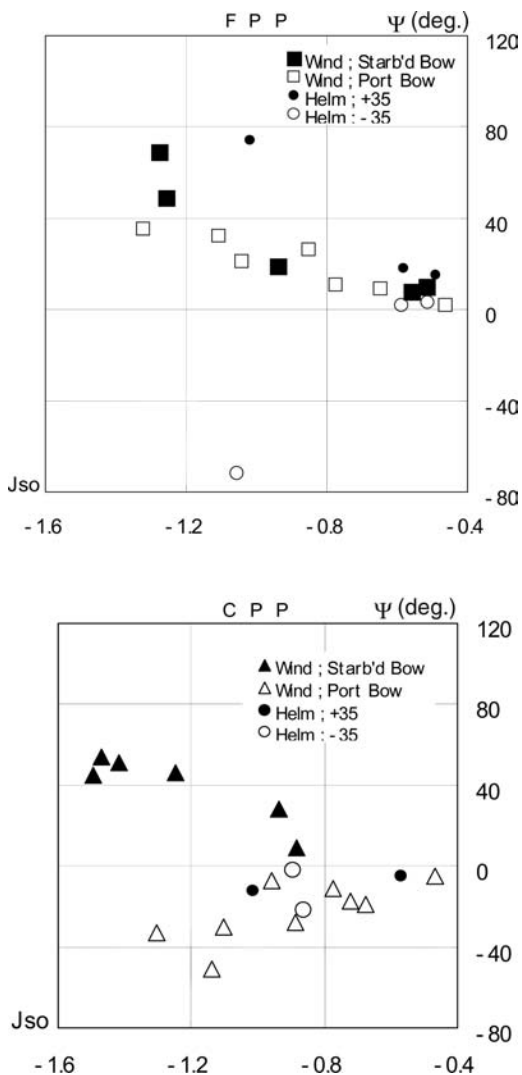 F P P Ψ (deg.)
120
Wind ; Starb'd Bow
Wind ; Port Bow
Helm ; +35
Helm : - 35
80
40
0
- 40
Jso
- 80
- 1.6 - 1.2 - 0.8 - 0.4
C P P Ψ (deg.)
120
Wind ; Starb'd Bow
Wind ; Port Bow
Helm ; +35
Helm : - 35
80
40
0
- 40
Jso
- 80
- 1.6 - 1.2 - 0.8 - 0.4